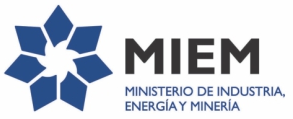 MIEM
MINISTERIO DE INDUSTRIA,
ENERGÍA Y MINERÍA